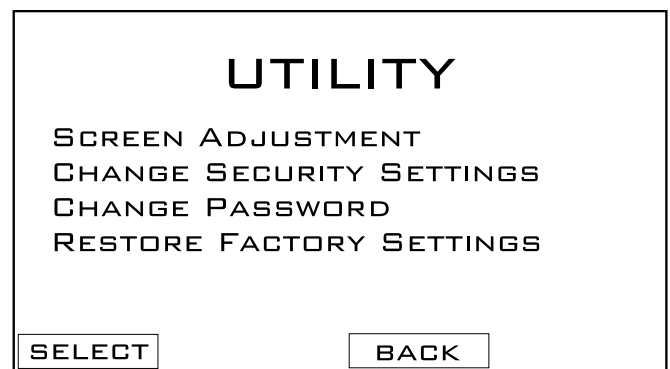 UTILITY
SCREEN ADJUSTMENT
CHANGE SECURITY SETTINGS
CHANGE PASSWORD
RESTORE FACTORY SETTINGS
SELECT BACK